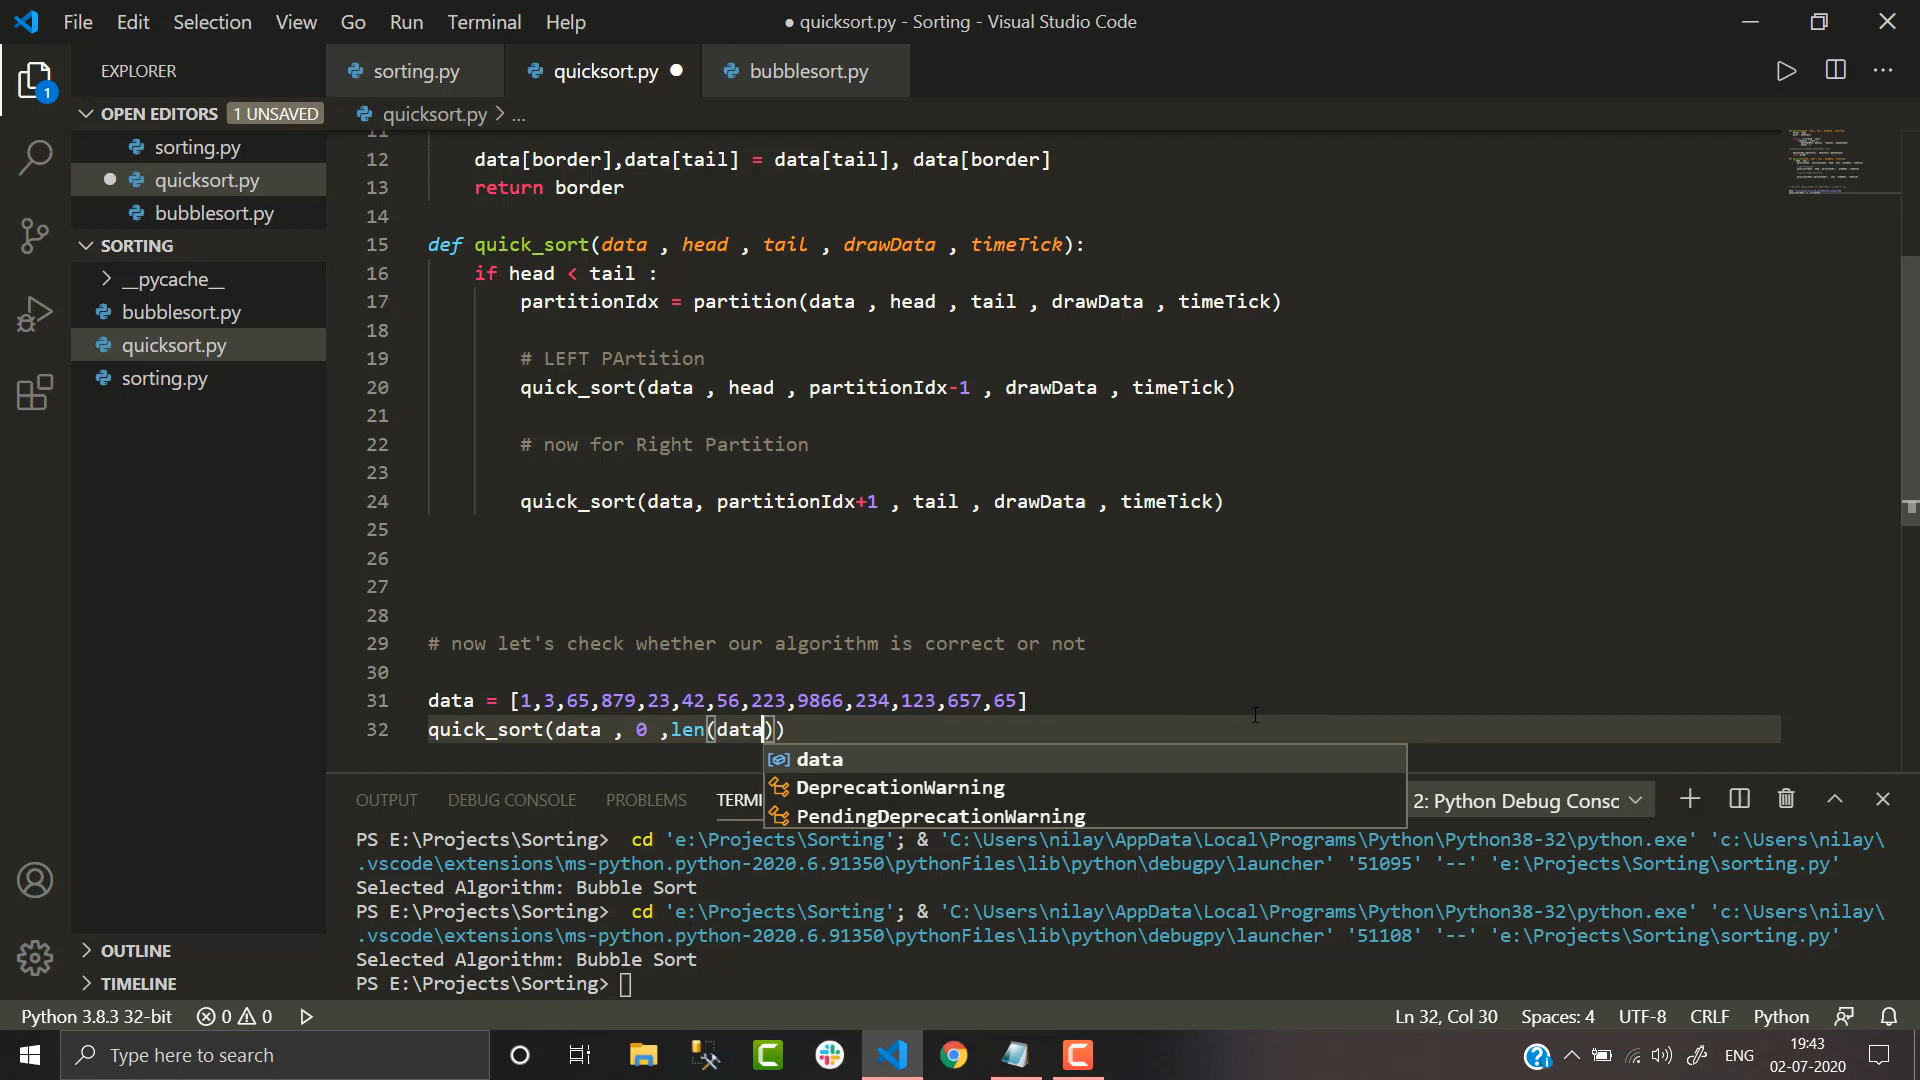 File Edit Selection View Go Run Terminal Help
● quicksort.py - Sorting - Visual Studio Code
EXPLORER
sorting.py
quicksort.py
bubblesort.py
OPEN EDITORS 1 UNSAVED
quicksort.py > ...
sorting.py
quicksort.py
bubblesort.py
SORTING
__pycache__
bubblesort.py
quicksort.py
sorting.py
1
11
12 data[border],data[tail] = data[tail], data[border]
13 return border
14
15 def quick_sort(data , head , tail , drawData , timeTick):
16 if head < tail :
17 partitionIdx = partition(data , head , tail , drawData , timeTick)
18
19 # LEFT PArtition
20 quick_sort(data , head , partitionIdx-1 , drawData , timeTick)
21
22 # now for Right Partition
23
24 quick_sort(data, partitionIdx+1 , tail , drawData , timeTick)
25
26
27
28
29 # now let's check whether our algorithm is correct or not
30
31 data = [1,3,65,879,23,42,56,223,9866,234,123,657,65]
32 quick_sort(data , 0 ,len(data))
data
DeprecationWarning
PendingDeprecationWarning
OUTPUT DEBUG CONSOLE PROBLEMS TERMI
2: Python Debug Consc
PS E:\Projects\Sorting> cd 'e:\Projects\Sorting'; & 'C:\Users\nilay\AppData\Local\Programs\Python\Python38-32\python.exe' 'c:\Users\nilay\
.vscode\extensions\ms-python.python-2020.6.91350\pythonFiles\lib\python\debugpy\launcher' '51095' '--' 'e:\Projects\Sorting\sorting.py'
Selected Algorithm: Bubble Sort
PS E:\Projects\Sorting> cd 'e:\Projects\Sorting'; & 'C:\Users\nilay\AppData\Local\Programs\Python\Python38-32\python.exe' 'c:\Users\nilay\
.vscode\extensions\ms-python.python-2020.6.91350\pythonFiles\lib\python\debugpy\launcher' '51108' '--' 'e:\Projects\Sorting\sorting.py'
Selected Algorithm: Bubble Sort
PS E:\Projects\Sorting>
OUTLINE
TIMELINE
Python 3.8.3 32-bit 0 0
Ln 32, Col 30 Spaces: 4 UTF-8 CRLF Python
Type here to search
ENG
19:43
02-07-2020